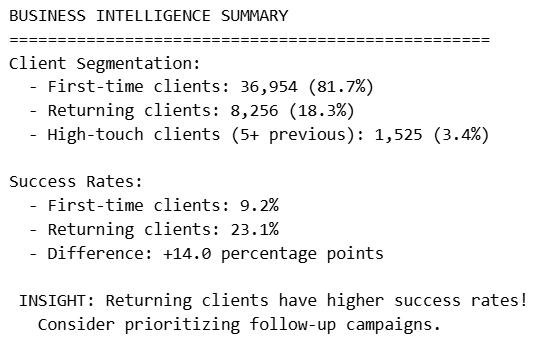 BUSINESS INTELLIGENCE SUMMARY
==================================================
Client Segmentation:
  - First-time clients: 36,954 (81.7%)
  - Returning clients: 8,256 (18.3%)
  - High-touch clients (5+ previous): 1,525 (3.4%)

Success Rates:
  - First-time clients: 9.2%
  - Returning clients: 23.1%
  - Difference: +14.0 percentage points

 INSIGHT: Returning clients have higher success rates!
   Consider prioritizing follow-up campaigns.